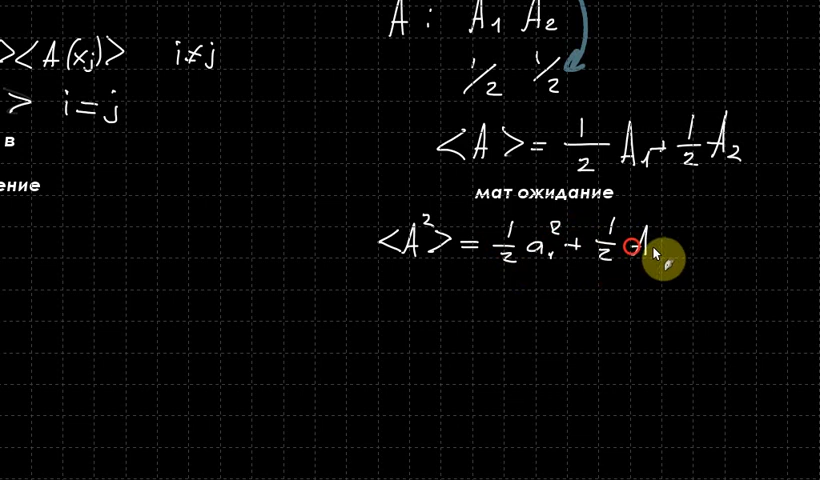 A : A₁ A₂
><A(xⱼ)> i≠j
1/2 1/2
> i=j
в
<A>= 1/2 A₁+ 1/2 A₂
ение
мат ожидание
<A²> = 1/2 a₁² + 1/2 A